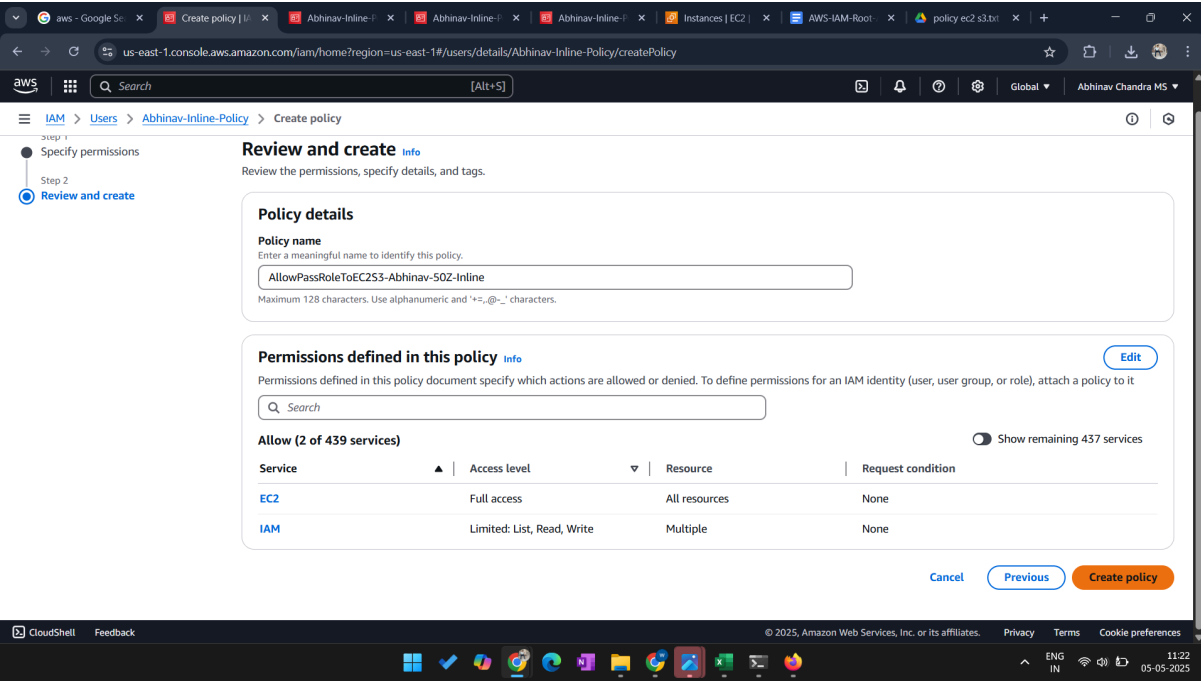 aws - Google Se
Create policy | I
Abhinav-Inline-P
Abhinav-Inline-P
Abhinav-Inline-P
Instances | EC2 |
AWS-IAM-Root-
policy ec2 s3.txt
us-east-1.console.aws.amazon.com/iam/home?region=us-east-1#/users/details/Abhinav-Inline-Policy/createPolicy
aws
Search [Alt+S]
Global ▼
Abhinav Chandra MS ▼
IAM > Users > Abhinav-Inline-Policy > Create policy
Step 1
Specify permissions
Step 2
Review and create
Review and create Info
Review the permissions, specify details, and tags.
Policy details
Policy name
Enter a meaningful name to identify this policy.
AllowPassRoleToEC2S3-Abhinav-50Z-Inline
Maximum 128 characters. Use alphanumeric and '+=,.@-_' characters.
Permissions defined in this policy Info
Edit
Permissions defined in this policy document specify which actions are allowed or denied. To define permissions for an IAM identity (user, user group, or role), attach a policy to it
Search
Allow (2 of 439 services)
Show remaining 437 services
Service Access level Resource Request condition
EC2 Full access All resources None
IAM Limited: List, Read, Write Multiple None
Cancel Previous Create policy
CloudShell Feedback
© 2025, Amazon Web Services, Inc. or its affiliates. Privacy Terms Cookie preferences
ENG
IN
11:22
05-05-2025